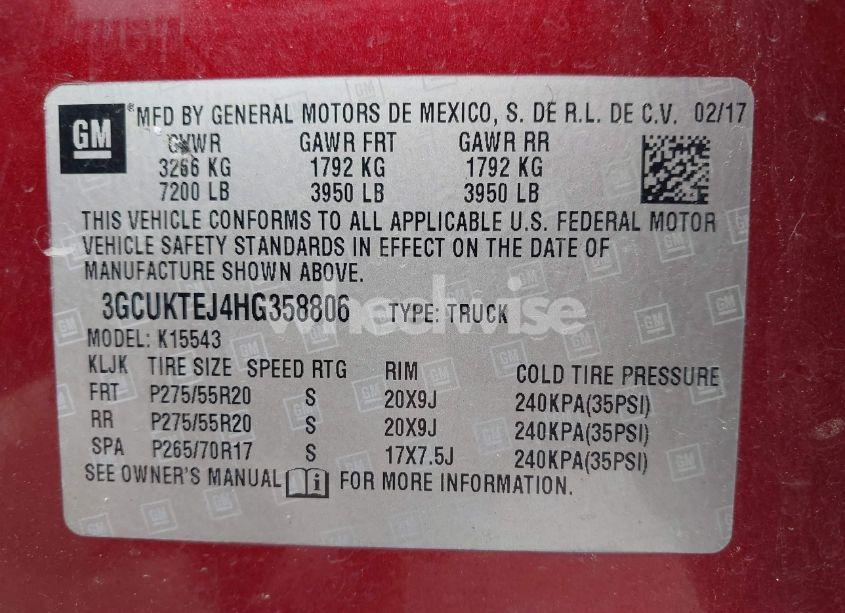 GM ® MFD BY GENERAL MOTORS DE MEXICO, S. DE R.L. DE C.V. 02/17
GVWR GAWR FRT GAWR RR
3266 KG 1792 KG 1792 KG
7200 LB 3950 LB 3950 LB
THIS VEHICLE CONFORMS TO ALL APPLICABLE U.S. FEDERAL MOTOR
VEHICLE SAFETY STANDARDS IN EFFECT ON THE DATE OF
MANUFACTURE SHOWN ABOVE.
3GCUKTEJ4HG358806 TYPE: TRUCK
wheelwise
MODEL: K15543
KLJK TIRE SIZE SPEED RTG RIM COLD TIRE PRESSURE
FRT P275/55R20 S 20X9J 240KPA(35PSI)
RR P275/55R20 S 20X9J 240KPA(35PSI)
SPA P265/70R17 S 17X7.5J 240KPA(35PSI)
SEE OWNER'S MANUAL i FOR MORE INFORMATION.